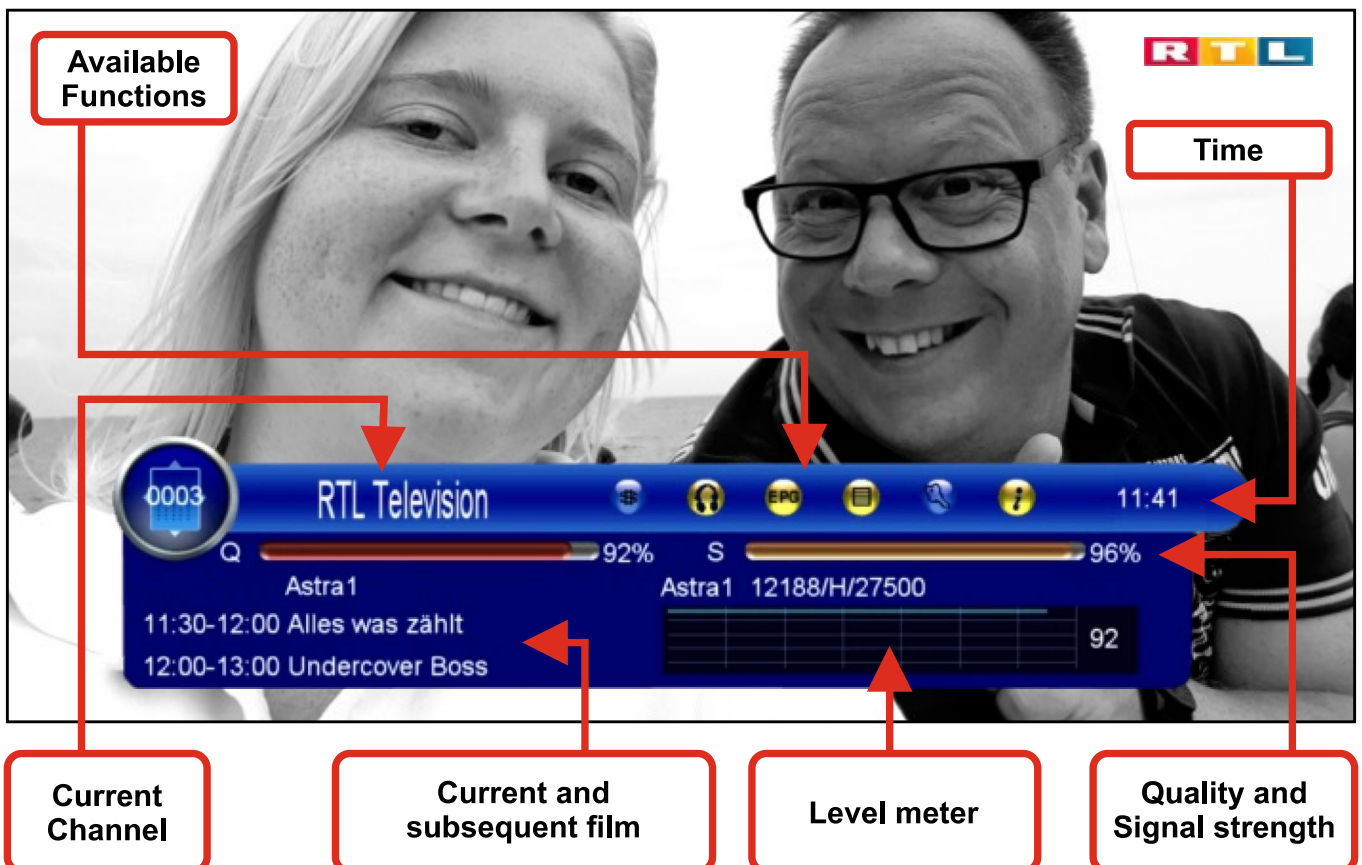 Available
Functions
RTL
Time
0003
RTL Television
$
EPG
i
11:41
Q
92%
S
96%
Astra1
Astra1 12188/H/27500
11:30-12:00 Alles was zählt
12:00-13:00 Undercover Boss
92
Current
Channel
Current and
subsequent film
Level meter
Quality and
Signal strength